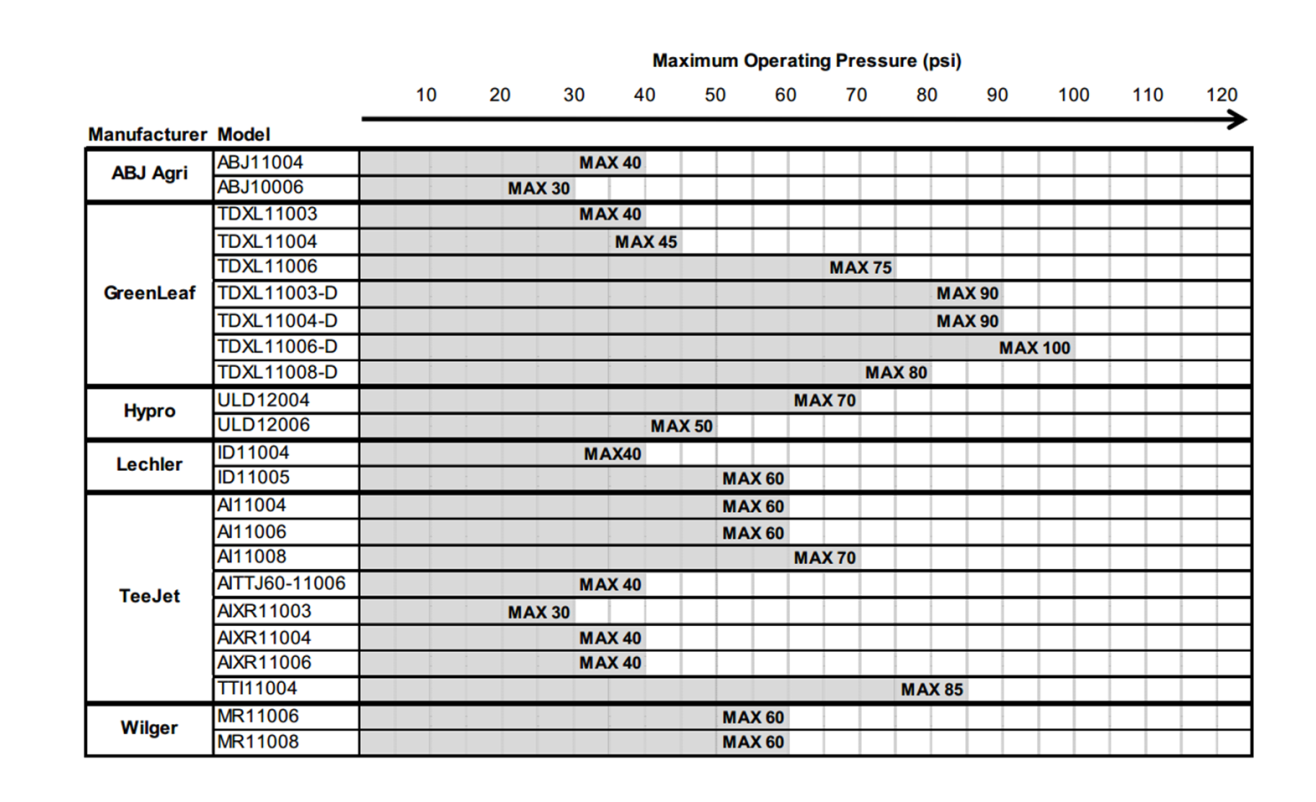 Maximum Operating Pressure (psi)
10 20 30 40 50 60 70 80 90 100 110 120
Manufacturer Model
ABJ Agri
ABJ11004 MAX 40
ABJ10006 MAX 30
GreenLeaf
TDXL11003 MAX 40
TDXL11004 MAX 45
TDXL11006 MAX 75
TDXL11003-D MAX 90
TDXL11004-D MAX 90
TDXL11006-D MAX 100
TDXL11008-D MAX 80
Hypro
ULD12004 MAX 70
ULD12006 MAX 50
Lechler
ID11004 MAX40
ID11005 MAX 60
TeeJet
AI11004 MAX 60
AI11006 MAX 60
AI11008 MAX 70
AITTJ60-11006 MAX 40
AIXR11003 MAX 30
AIXR11004 MAX 40
AIXR11006 MAX 40
TTI11004 MAX 85
Wilger
MR11006 MAX 60
MR11008 MAX 60